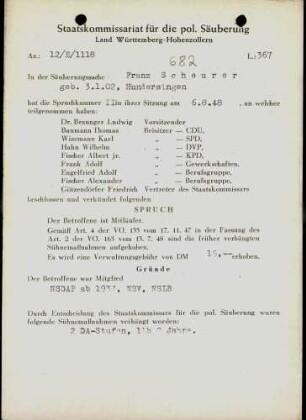 Staatskommissariat für die pol. Säuberung
Land Württemberg-Hohenzollern
Az.: 12/E/1118 L:367
682
In der Säuberungssache Franz Scheurer
geb. 3.1.02, Hundersingen
hat die Spruchkammer II in ihrer Sitzung am 6.8.48, an welcher
teilgenommen haben:
Dr. Ludwig Vorsitzender
Baumann Thomas Beisitzer — CDU,
Wizemann Karl „ — SPD,
Hahn Wilhelm „ — DVP,
Fischer Albert jr. „ — KPD,
Frank Adolf „ — Gewerkschaften,
Engelfried Adolf „ — Berufsgruppe,
Fischer Alexander „ — Berufsgruppe,
Götzendörfer Friedrich Vertreter des Staatskommissars
beschlossen und verkündet folgenden
SPRUCH
Der Betroffene ist Mitläufer.
Gemäß Art. 4 der VO. 133 vom 17. 11. 47 in der Fassung des
Art. 2 der VO. 165 vom 13. 7. 48 sind die früher verhängten
Sühnemaßnahmen aufgehoben.
Es wird eine Verwaltungsgebühr von DM 15,-- erhoben.
Gründe
Der Betroffene war Mitglied
NSDAP ab 1933, NSV, NSLB
Durch Entscheidung des Staatskommissars für die pol. Säuberung waren
folgende Sühnemaßnahmen verhängt worden:
2 DA-Stufen, 2 Jahre.